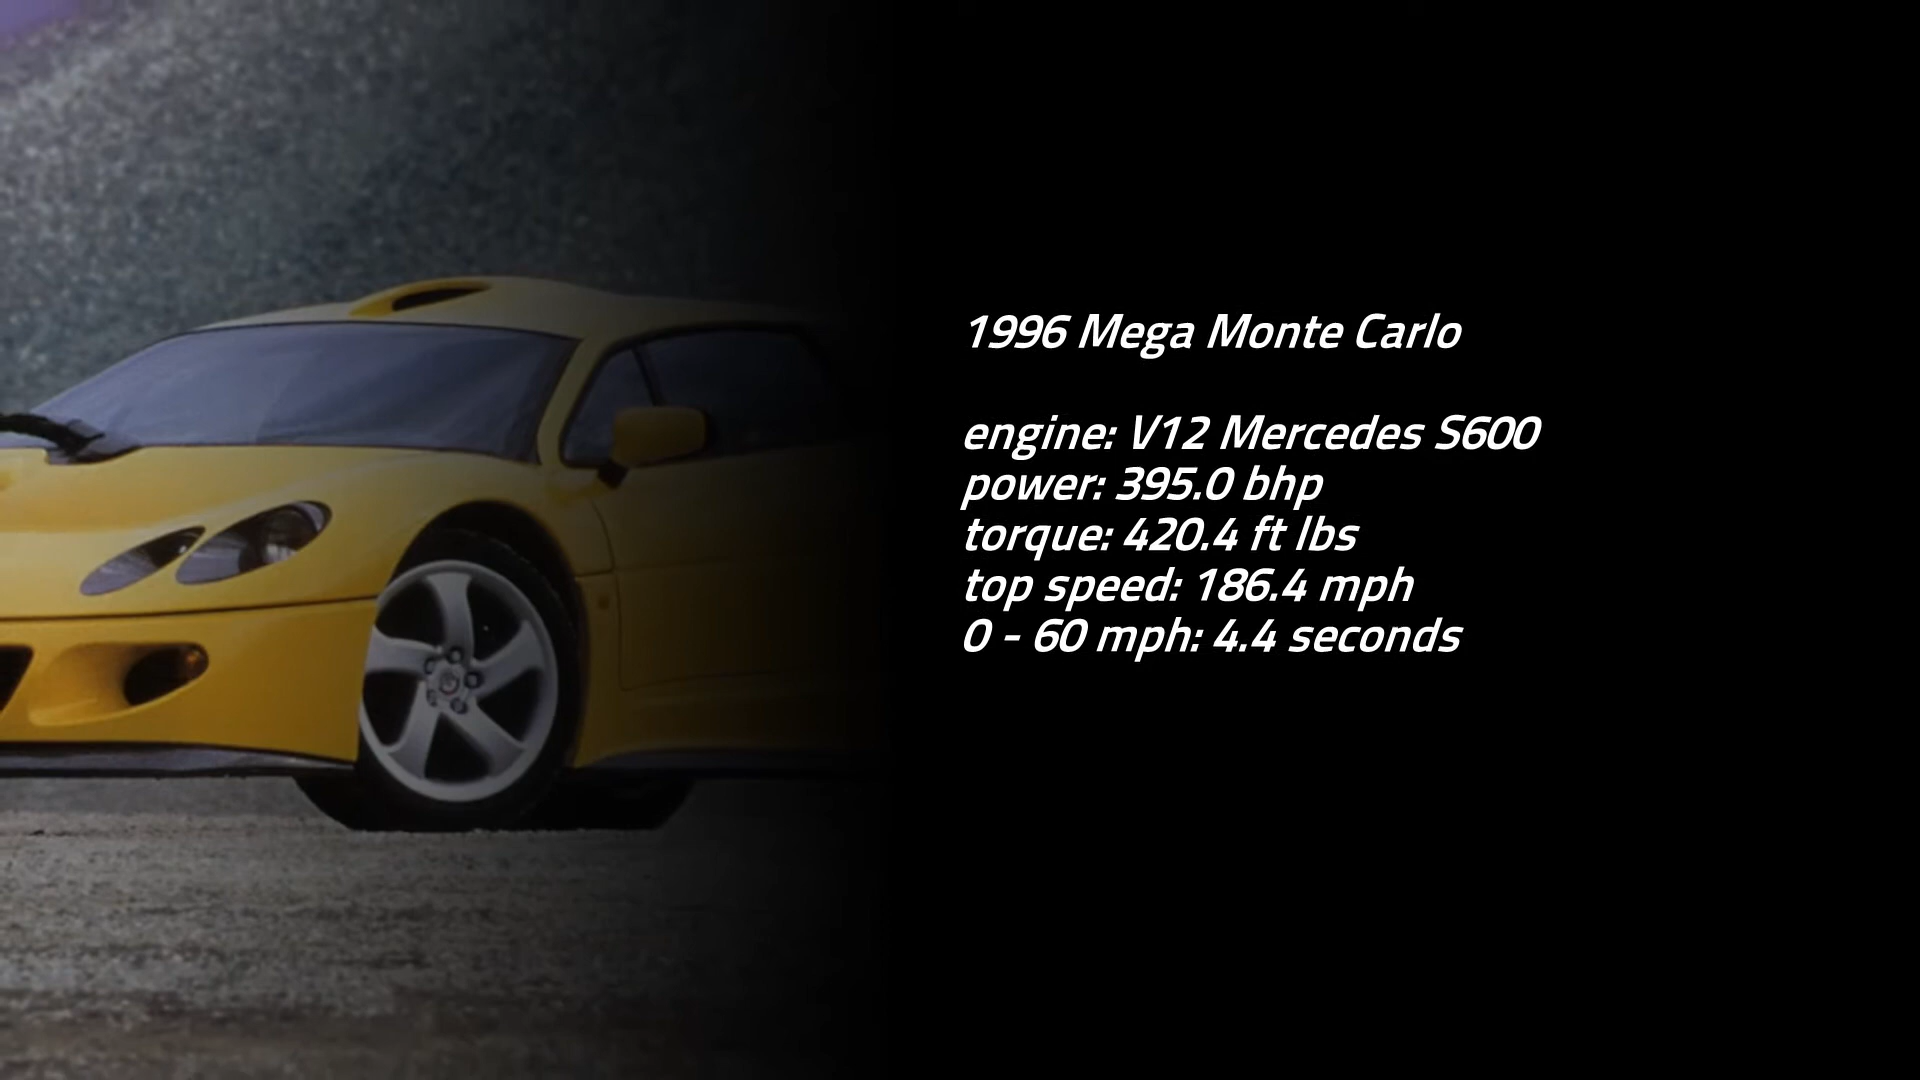 1996 Mega Monte Carlo
engine: V12 Mercedes S600
power: 395.0 bhp
torque: 420.4 ft lbs
top speed: 186.4 mph
0 - 60 mph: 4.4 seconds